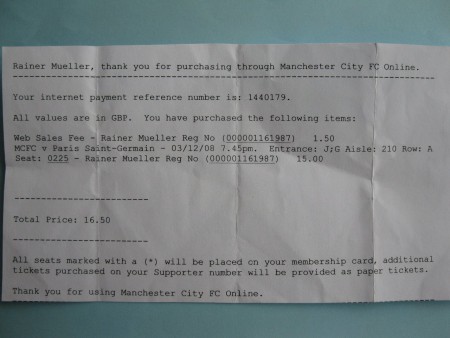 Rainer Mueller, thank you for purchasing through Manchester City FC Online.
--------------------------------------------------------------------------
Your internet payment reference number is: 1440179.
All values are in GBP.  You have purchased the following items:
Web Sales Fee - Rainer Mueller Reg No (000001161987)   1.50
MCFC v Paris Saint-Germain - 03/12/08 7.45pm.  Entrance: J;G Aisle: 210 Row: A
Seat: 0225 - Rainer Mueller Reg No (000001161987)   15.00
-------------------------
Total Price: 16.50
-------------------------
All seats marked with a (*) will be placed on your membership card, additional
tickets purchased on your Supporter number will be provided as paper tickets.
Thank you for using Manchester City FC Online.